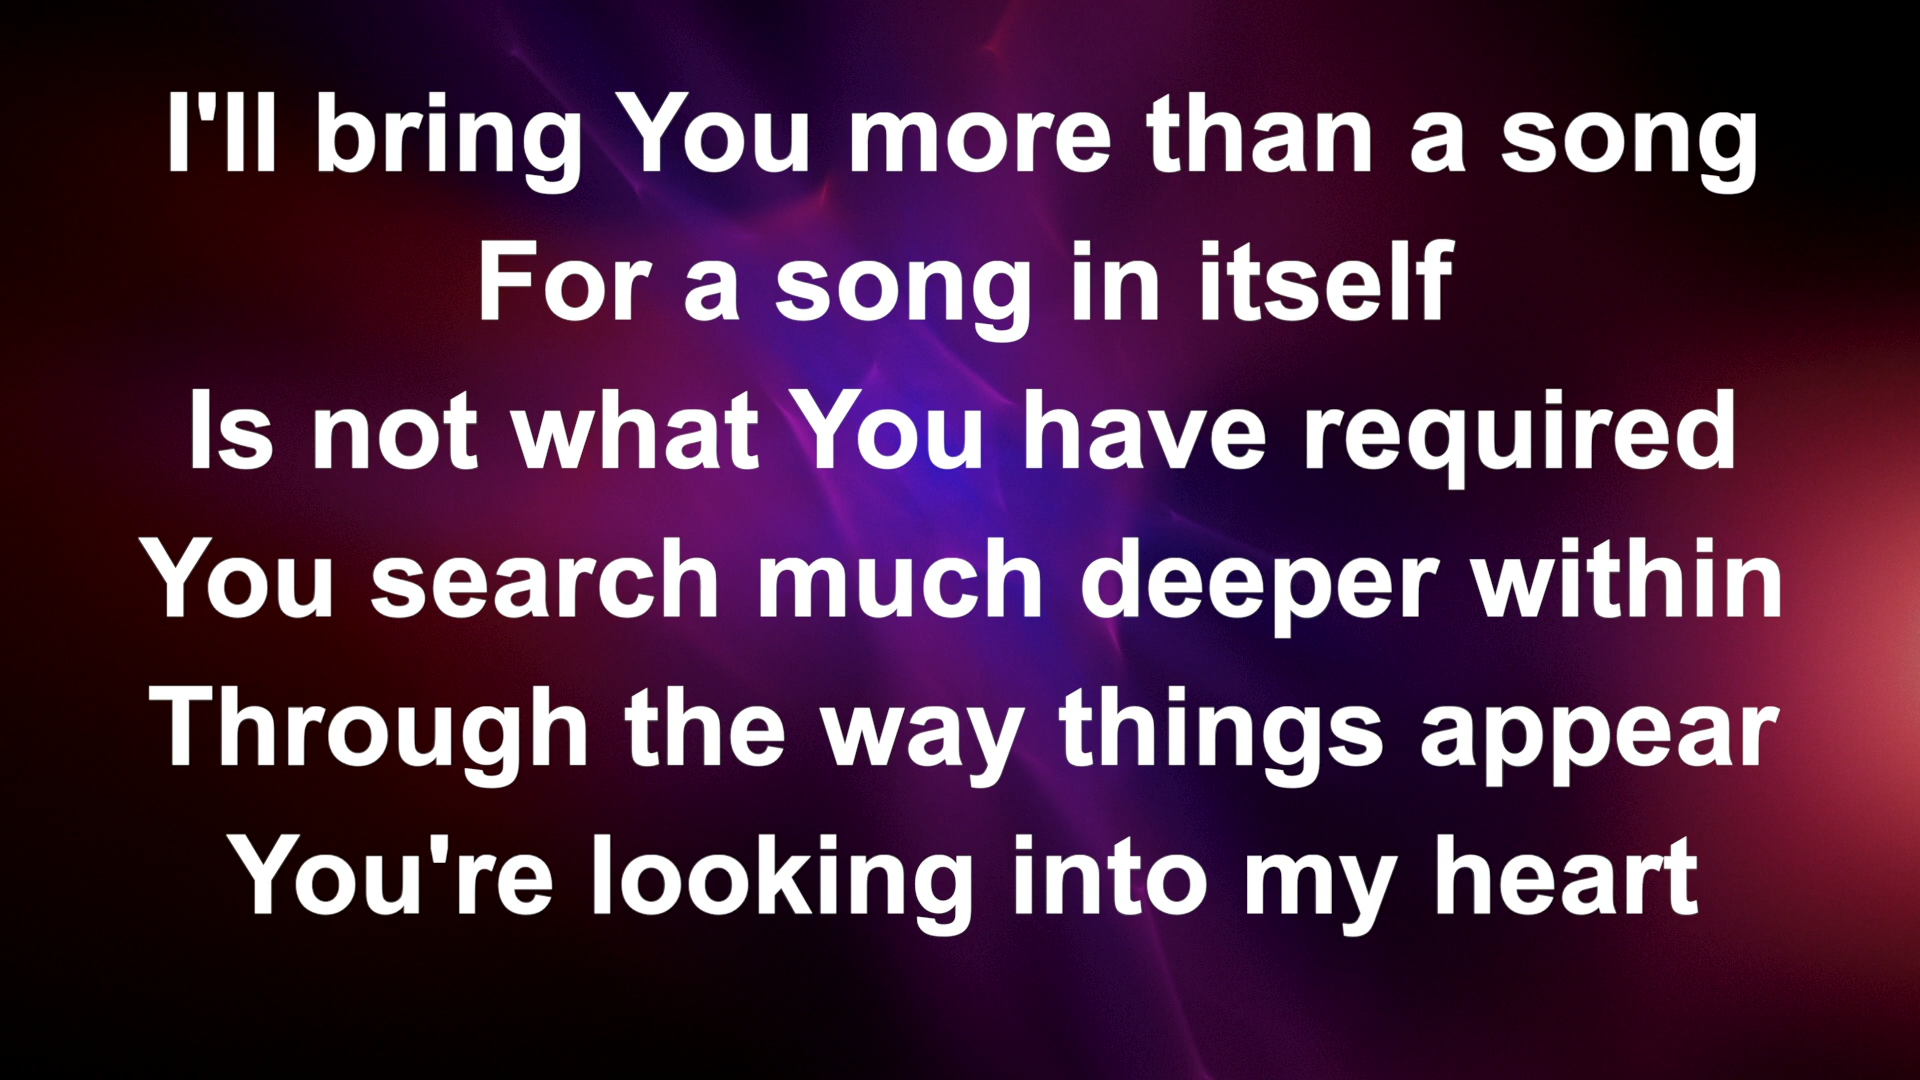 I'll bring You more than a song
For a song in itself
Is not what You have required
You search much deeper within
Through the way things appear
You're looking into my heart